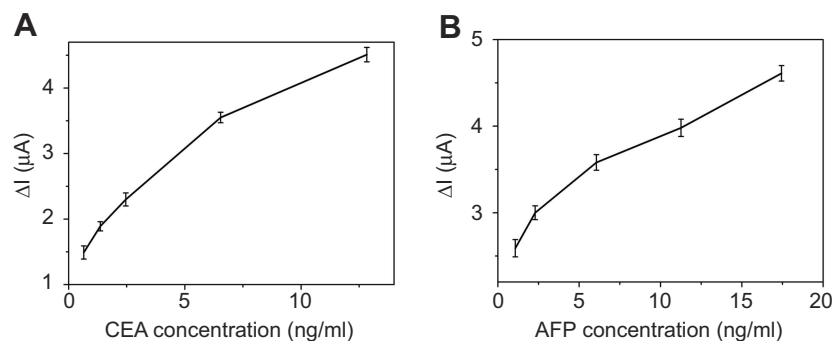 A
B
4
3
2
1
ΔI (μA)
0
5
10
CEA concentration (ng/ml)
5
4
3
ΔI (μA)
0
5
10
15
20
AFP concentration (ng/ml)